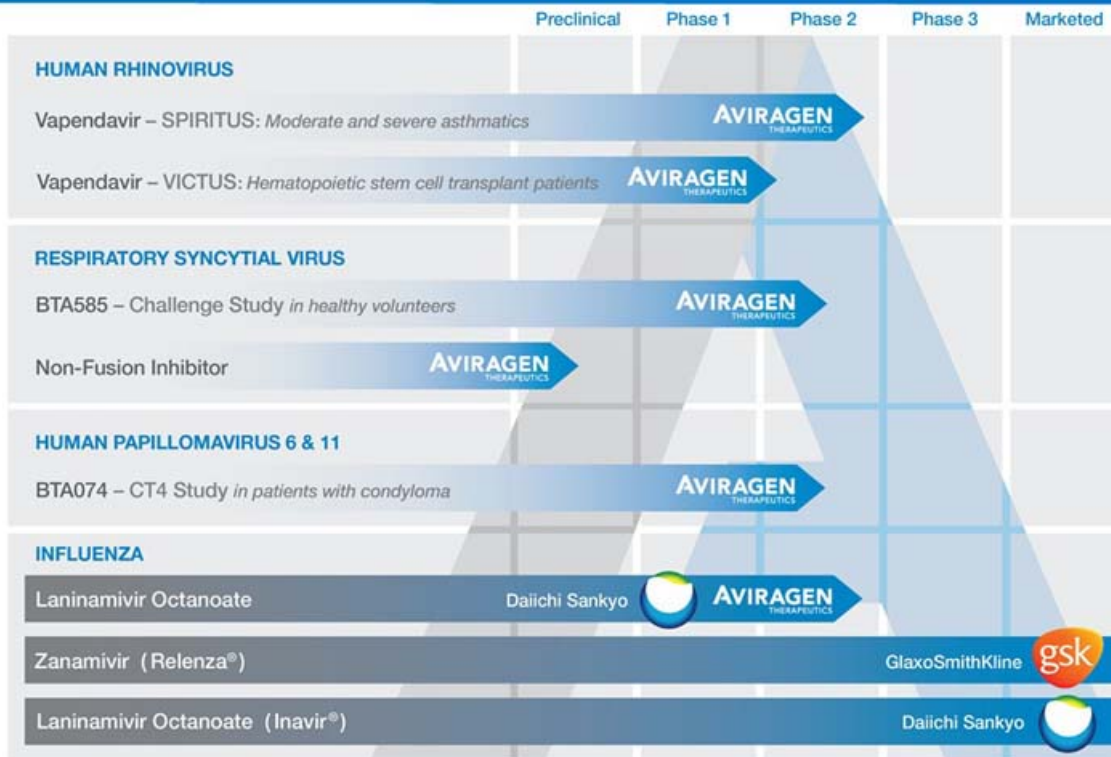 Preclinical Phase 1 Phase 2 Phase 3 Marketed
HUMAN RHINOVIRUS
Vapendavir – SPIRITUS: Moderate and severe asthmatics AVIRAGEN THERAPEUTICS
Vapendavir – VICTUS: Hematopoietic stem cell transplant patients AVIRAGEN THERAPEUTICS
RESPIRATORY SYNCYTIAL VIRUS
BTA585 – Challenge Study in healthy volunteers AVIRAGEN THERAPEUTICS
Non-Fusion Inhibitor AVIRAGEN THERAPEUTICS
HUMAN PAPILLOMAVIRUS 6 & 11
BTA074 – CT4 Study in patients with condyloma AVIRAGEN THERAPEUTICS
INFLUENZA
Laninamivir Octanoate Daiichi Sankyo AVIRAGEN THERAPEUTICS
Zanamivir (Relenza®) GlaxoSmithKline gsk
Laninamivir Octanoate (Inavir®) Daiichi Sankyo